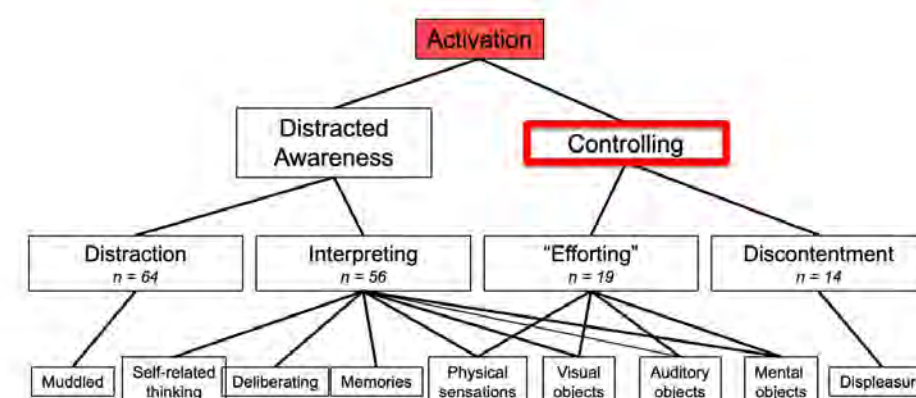 Activation
Distracted
Awareness
Controlling
Distraction
n = 64
Interpreting
n = 56
“Efforting”
n = 19
Discontentment
n = 14
Muddled
Self-related
thinking
Deliberating
Memories
Physical
sensations
Visual
objects
Auditory
objects
Mental
objects
Displeasure